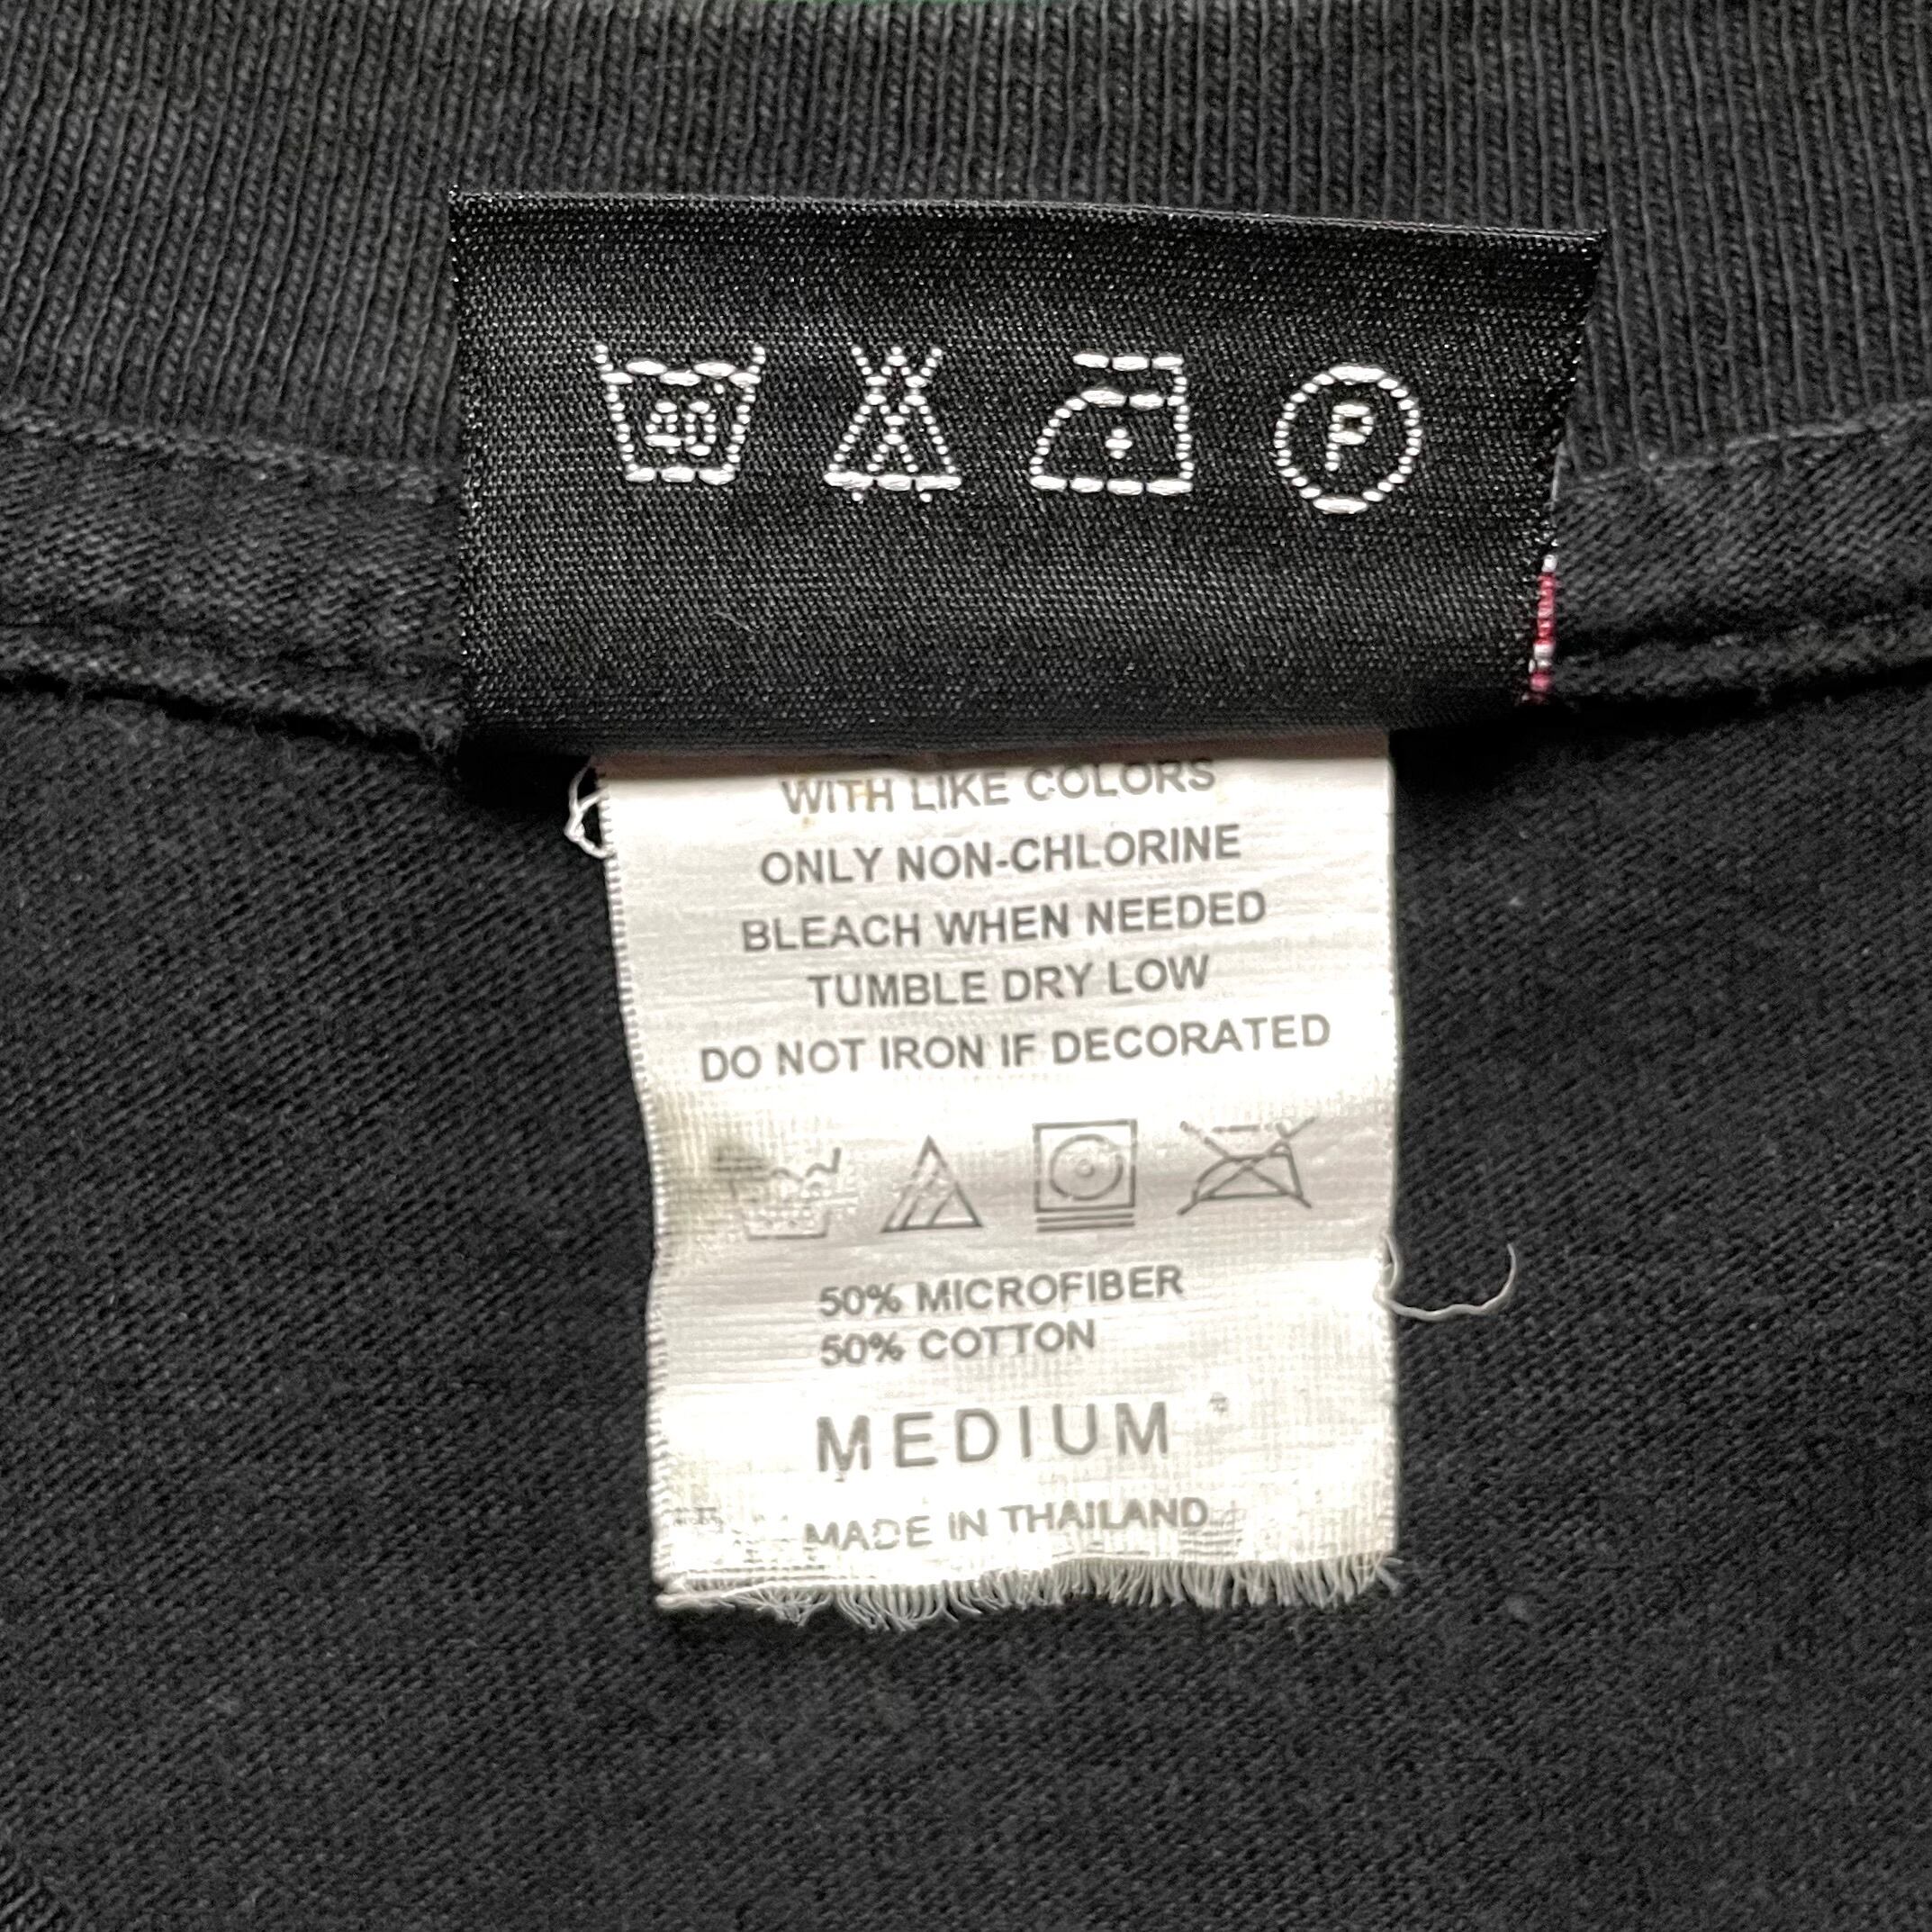 40
P
WITH LIKE COLORS
ONLY NON-CHLORINE
BLEACH WHEN NEEDED
TUMBLE DRY LOW
DO NOT IRON IF DECORATED
50% MICROFIBER
50% COTTON
MEDIUM
MADE IN THAILAND